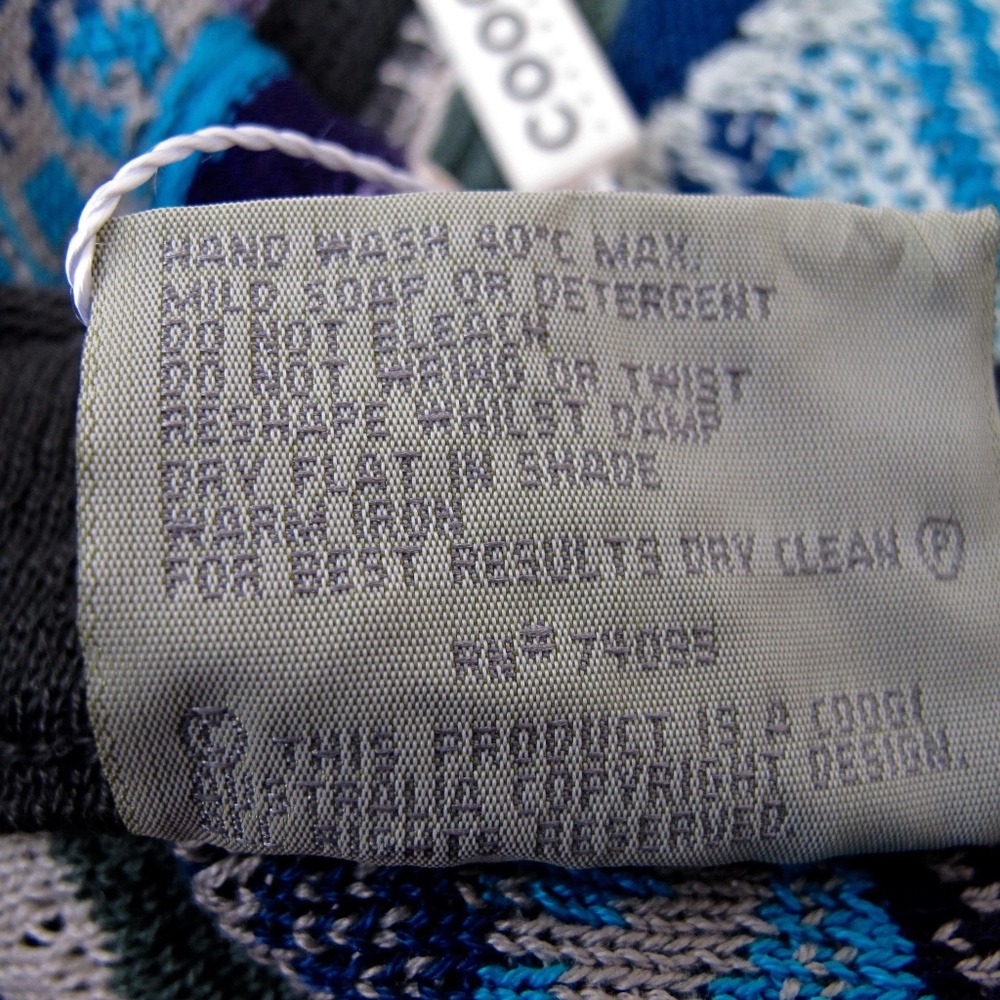 COO
HAND WASH 40°C MAX.
MILD SOAP OR DETERGENT
DO NOT BLEACH
DO NOT WRING OR TWIST
RESHAPE WHILST DAMP
DRY FLAT IN SHADE
WARM IRON
FOR BEST RESULTS DRY CLEAN Ⓟ
RN# 74095
© THIS PRODUCT IS A COOGI
AUSTRALIA COPYRIGHT DESIGN.
ALL RIGHTS RESERVED.